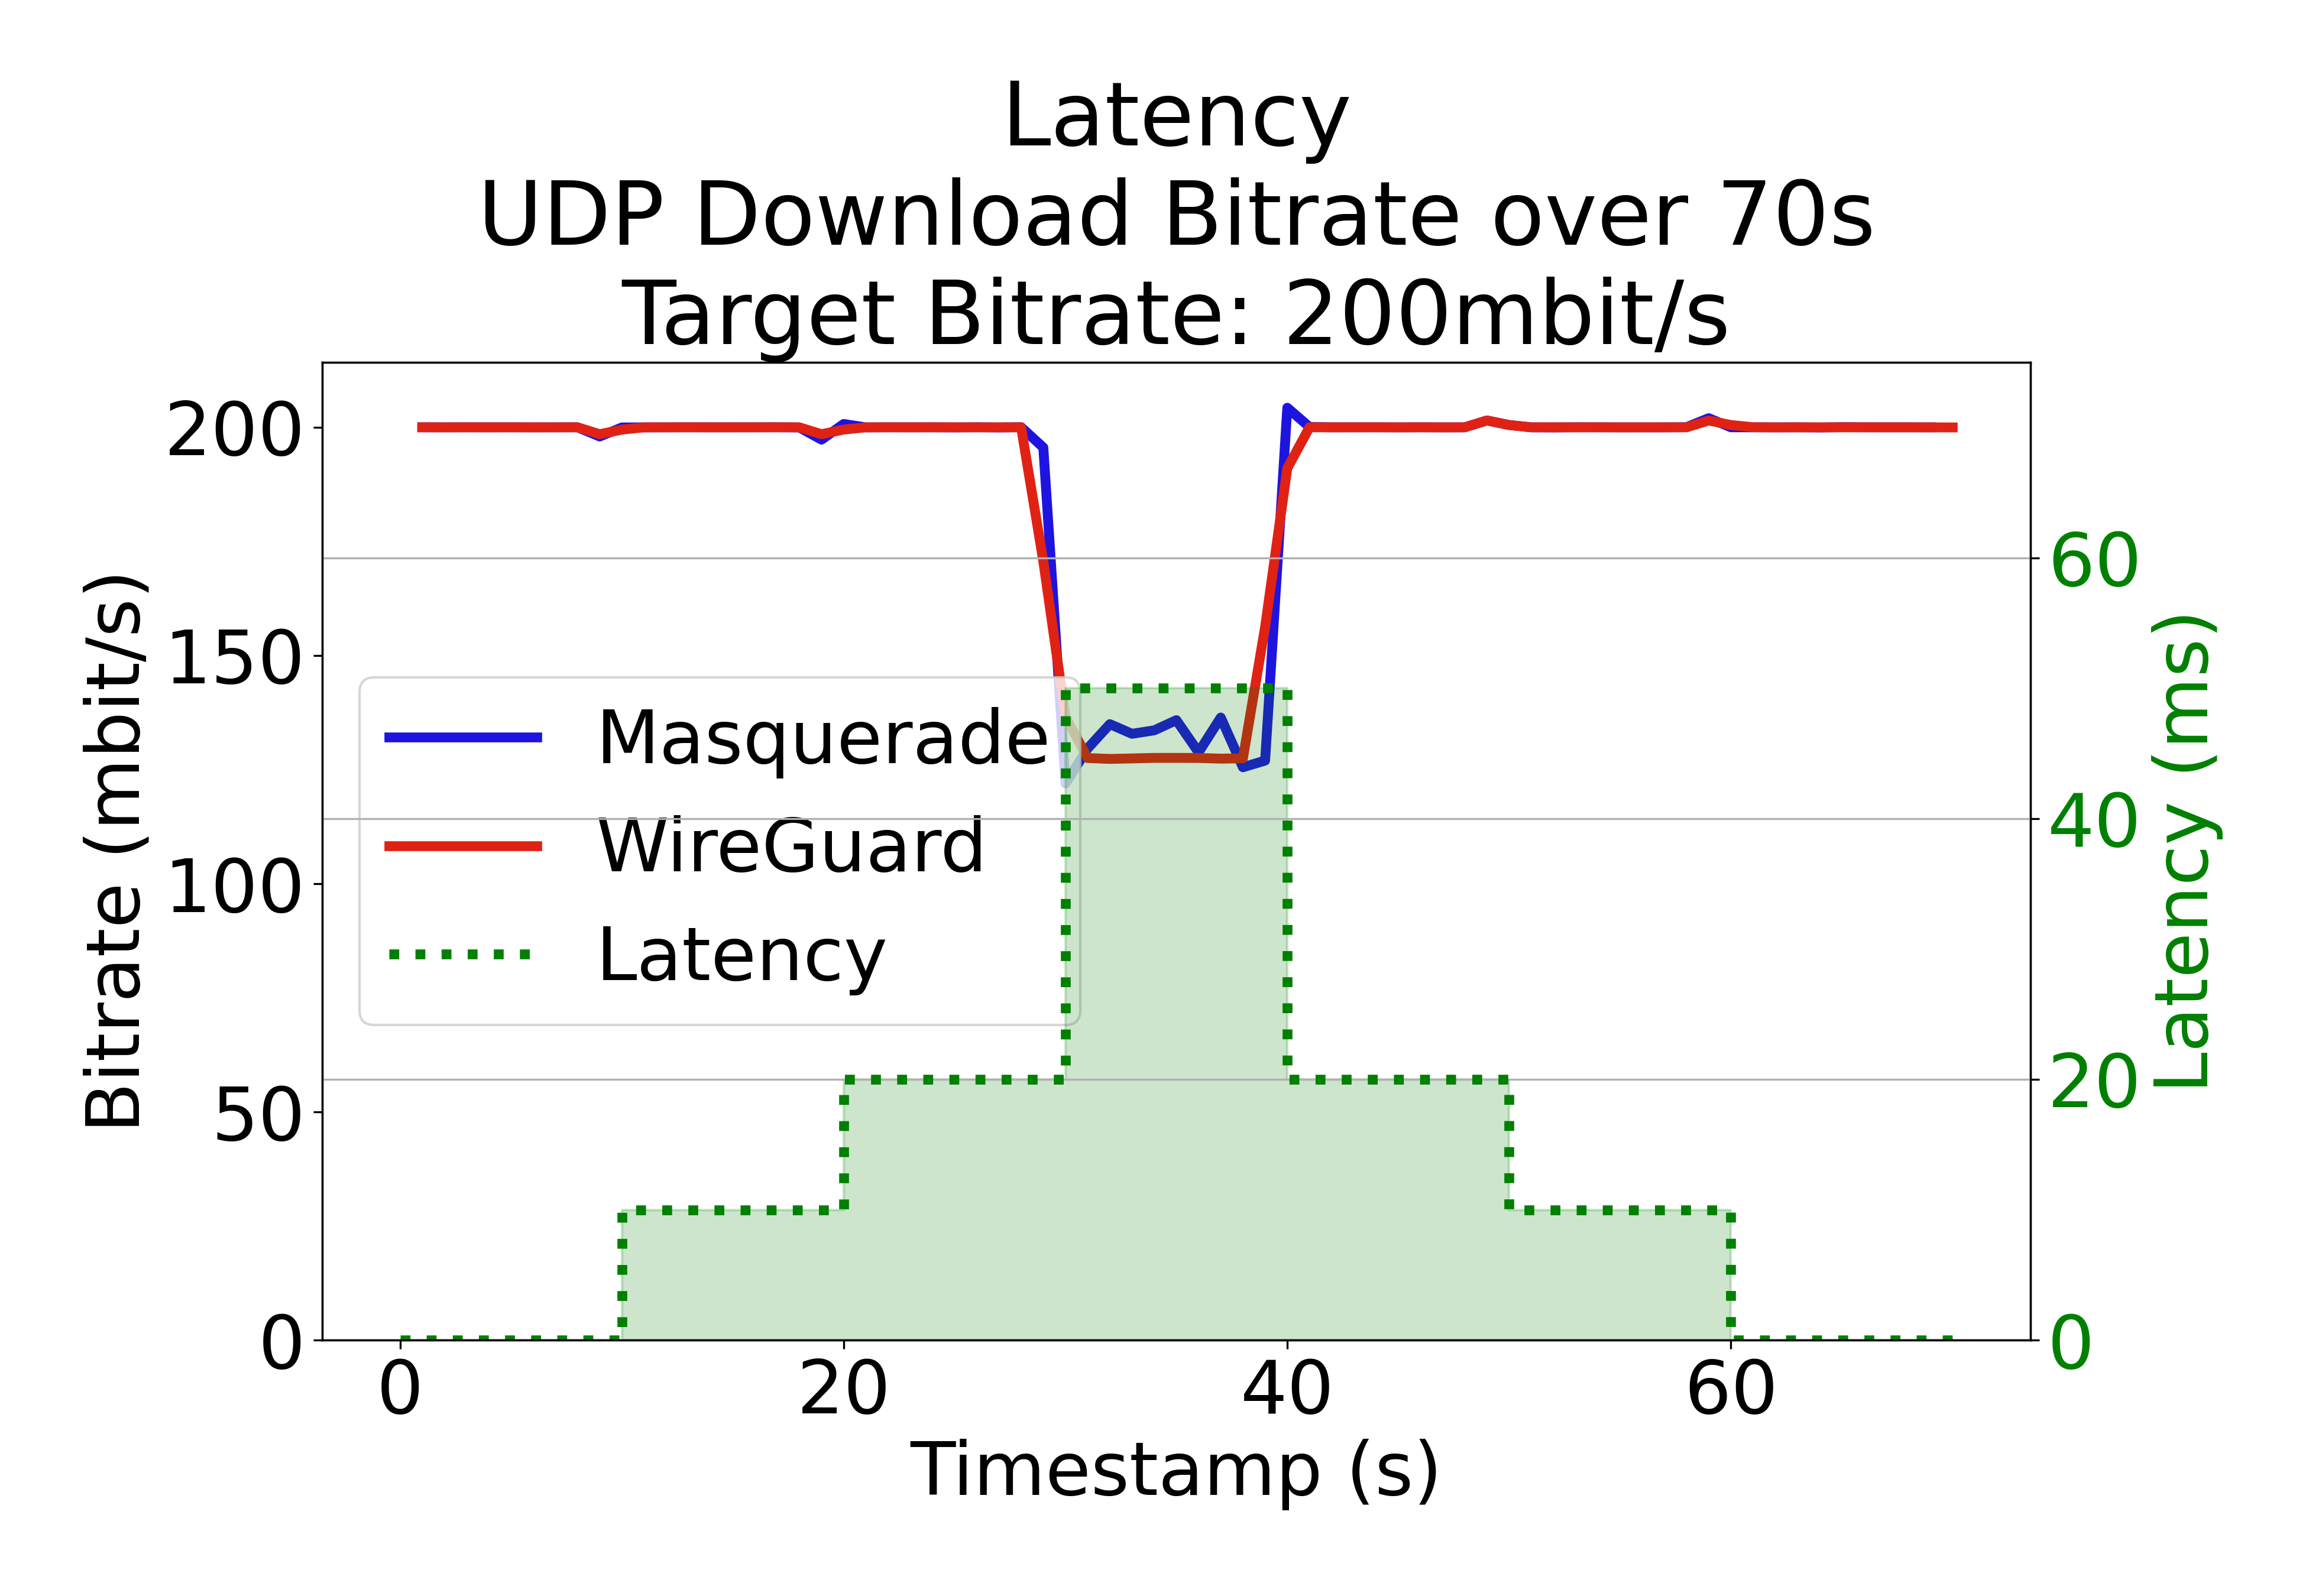 Latency
UDP Download Bitrate over 70s
Target Bitrate: 200mbit/s
Bitrate (mbit/s)
200
150
100
50
0
Masquerade
WireGuard
Latency
60
40
20
0
Latency (ms)
0 20 40 60
Timestamp (s)